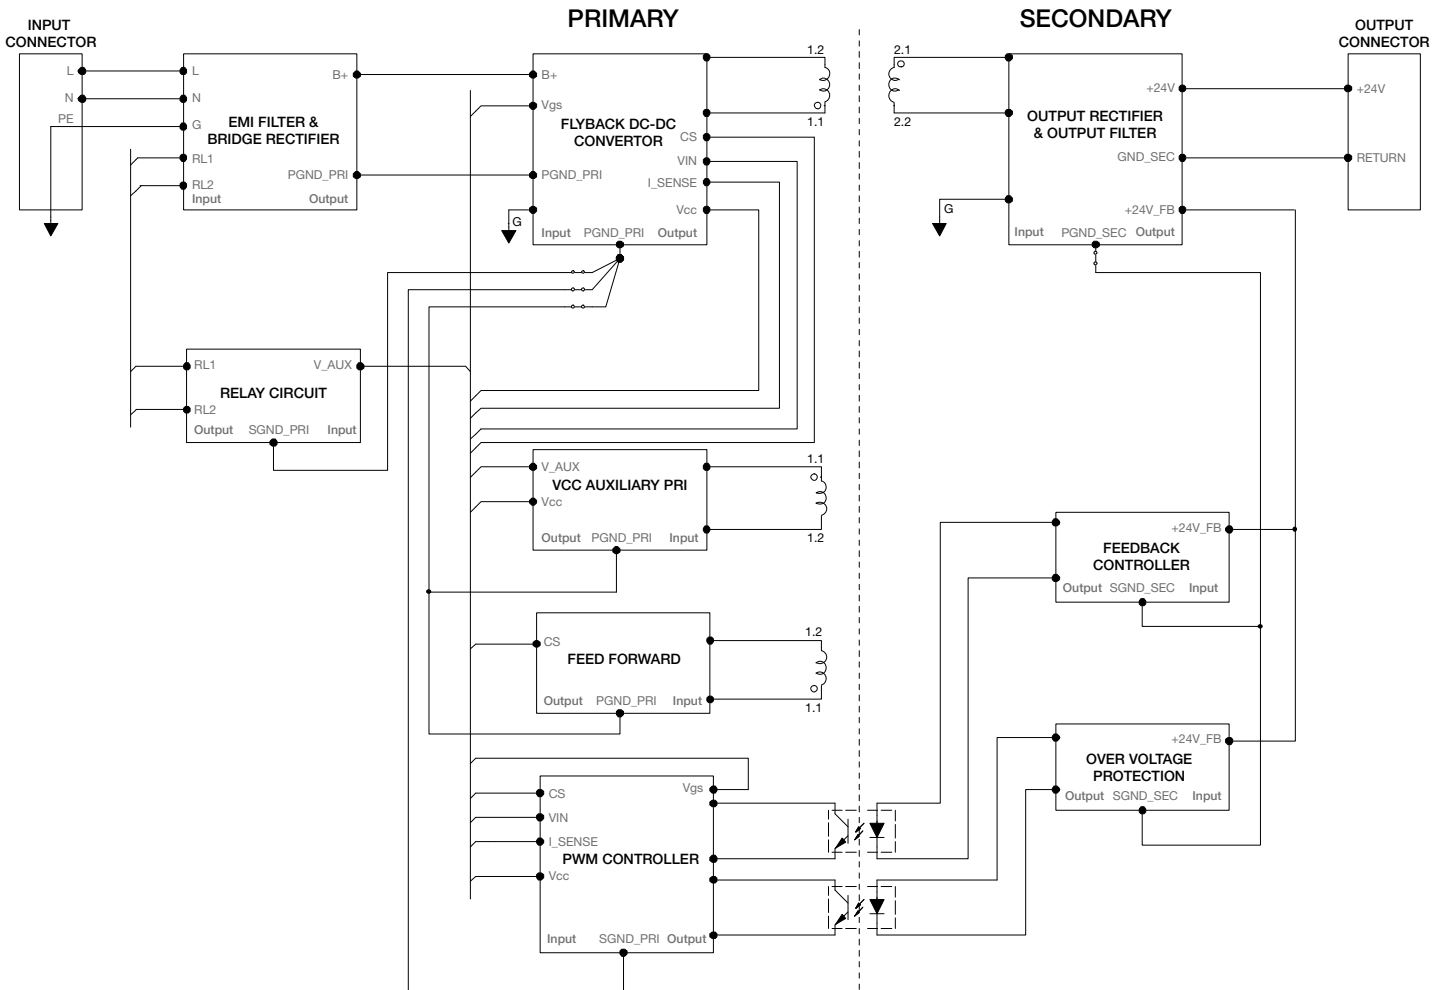 PRIMARY
SECONDARY
INPUT
CONNECTOR
L
N
PE
L
N
G
RL1
RL2
Input
EMI FILTER &
BRIDGE RECTIFIER
B+
PGND_PRI
Output
B+
Vgs
FLYBACK DC-DC
CONVERTOR
PGND_PRI
G
Input
PGND_PRI
Output
CS
VIN
I_SENSE
Vcc
1.2
1.1
2.1
2.2
OUTPUT RECTIFIER
& OUTPUT FILTER
+24V
GND_SEC
+24V_FB
G
Input
PGND_SEC
Output
OUTPUT
CONNECTOR
+24V
RETURN
RL1
V_AUX
RELAY CIRCUIT
RL2
Output
SGND_PRI
Input
V_AUX
VCC AUXILIARY PRI
Vcc
Output
PGND_PRI
Input
1.1
1.2
CS
FEED FORWARD
Output
PGND_PRI
Input
1.2
1.1
Vgs
CS
VIN
I_SENSE
PWM CONTROLLER
Vcc
Input
SGND_PRI
Output
+24V_FB
FEEDBACK
CONTROLLER
Output
SGND_SEC
Input
+24V_FB
OVER VOLTAGE
PROTECTION
Output
SGND_SEC
Input